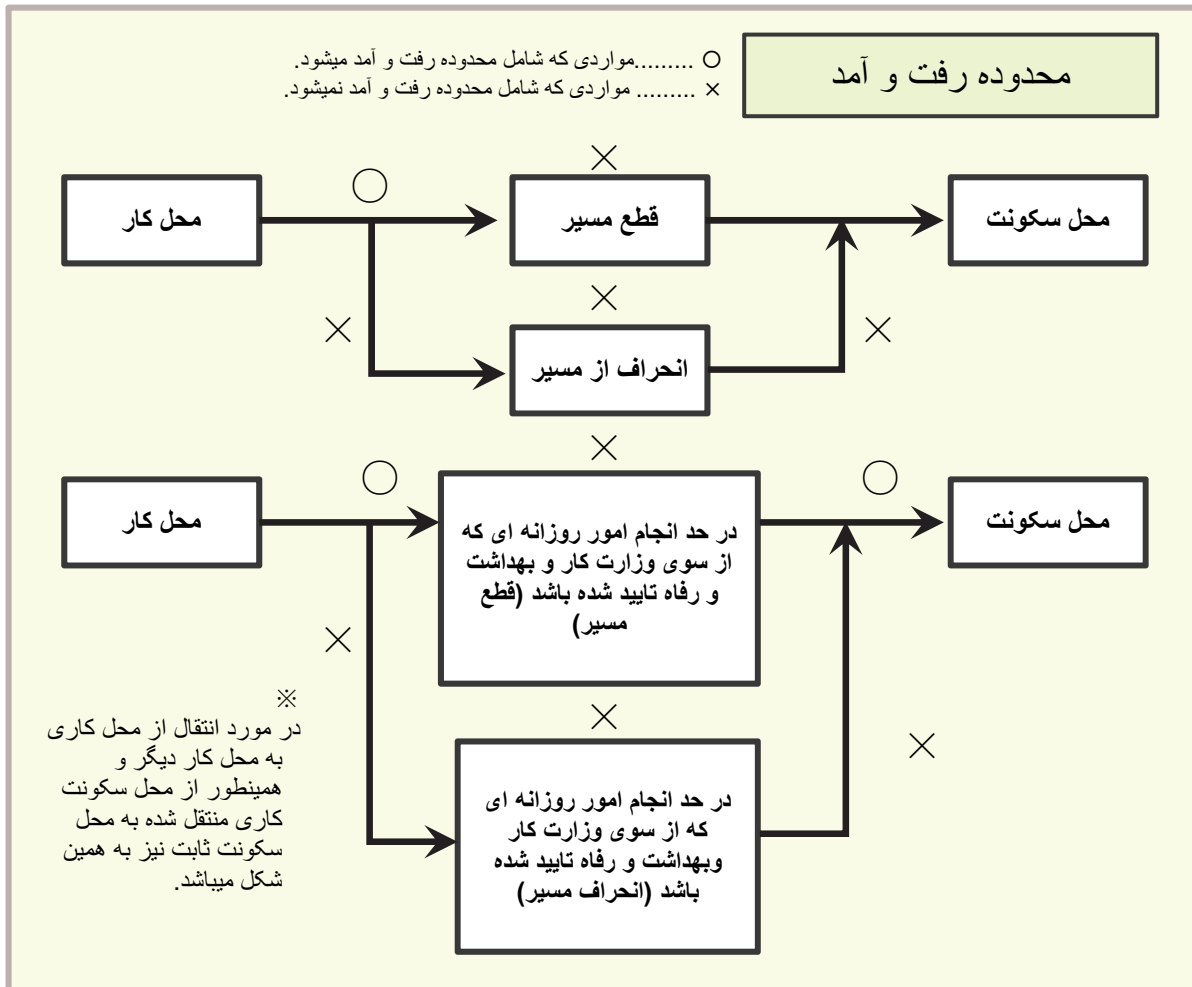 محدوده رفت و آمد
○ .........مواردی که شامل محدوده رفت و آمد میشود.
× ......... مواردی که شامل محدوده رفت و آمد نمیشود.
×
محل کار
○
قطع مسیر
محل سکونت
×
×
×
انحراف از مسیر
×
محل کار
○
در حد انجام امور روزانه ای که
از سوی وزارت کار و بهداشت
و رفاه تایید شده باشد (قطع
مسیر)
○
محل سکونت
×
×
×
※
در مورد انتقال از محل کاری
به محل کار دیگر و
همینطور از محل سکونت
کاری منتقل شده به محل
سکونت ثابت نیز به همین
شکل میباشد.
در حد انجام امور روزانه ای
که از سوی وزارت کار
وبهداشت و رفاه تایید شده
باشد (انحراف مسیر)